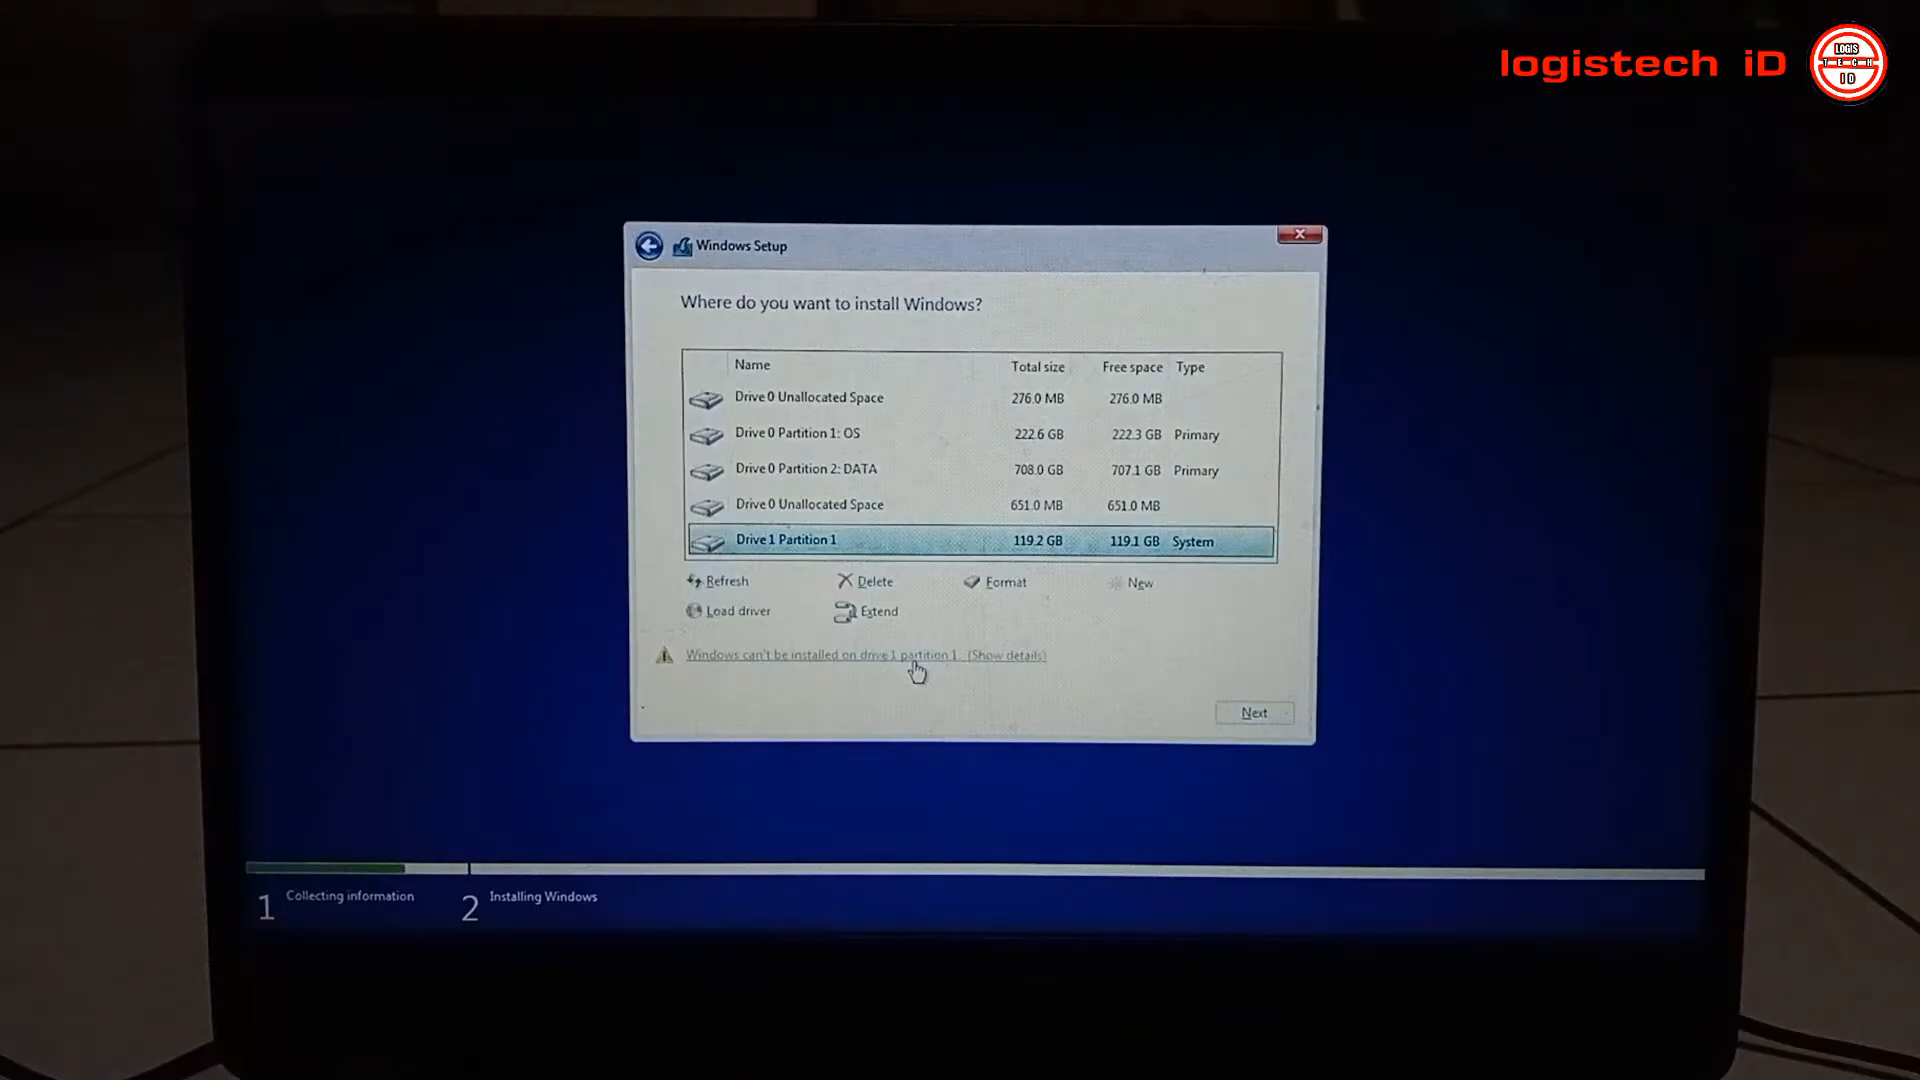 logistech iD
LOGIS
TECH
ID
Windows Setup
Where do you want to install Windows?
Name Total size Free space Type
Drive 0 Unallocated Space 276.0 MB 276.0 MB
Drive 0 Partition 1: OS 222.6 GB 222.3 GB Primary
Drive 0 Partition 2: DATA 708.0 GB 707.1 GB Primary
Drive 0 Unallocated Space 651.0 MB 651.0 MB
Drive 1 Partition 1 119.2 GB 119.1 GB System
Refresh Delete Format New
Load driver Extend
Windows can't be installed on drive 1 partition 1. (Show details)
Next
1 Collecting information 2 Installing Windows